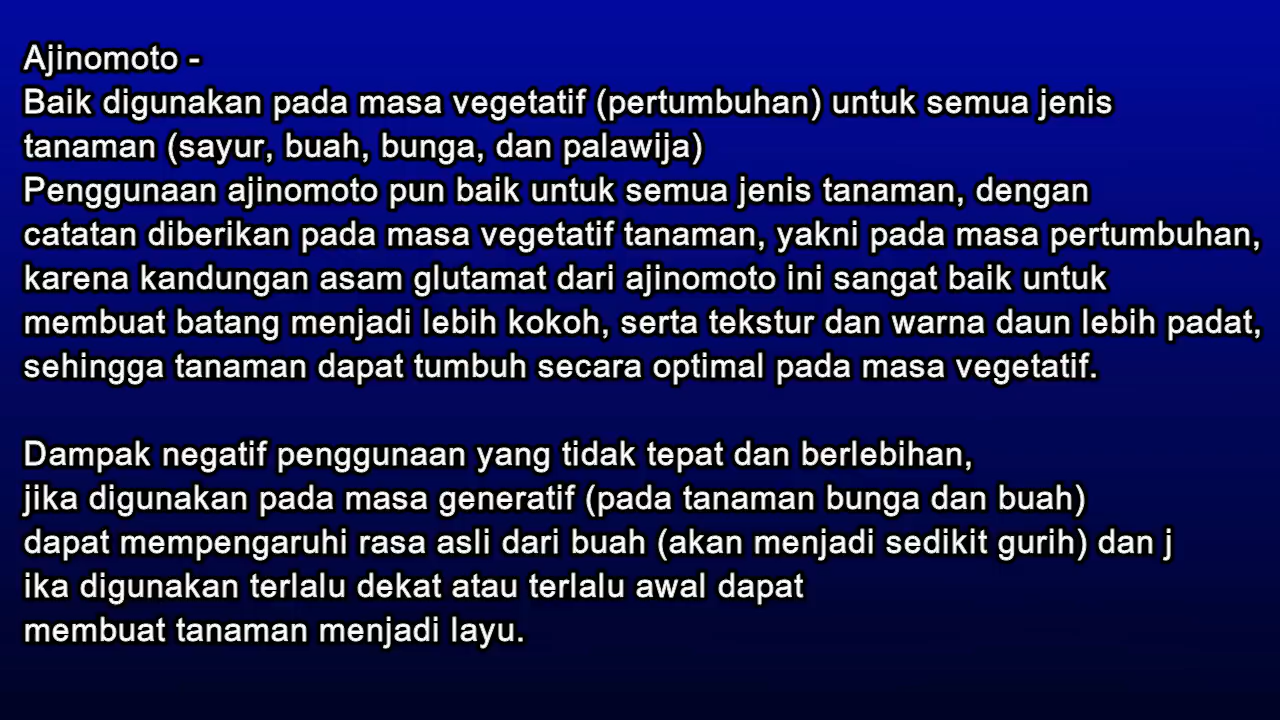 Ajinomoto -
Baik digunakan pada masa vegetatif (pertumbuhan) untuk semua jenis
tanaman (sayur, buah, bunga, dan palawija)
Penggunaan ajinomoto pun baik untuk semua jenis tanaman, dengan
catatan diberikan pada masa vegetatif tanaman, yakni pada masa pertumbuhan,
karena kandungan asam glutamat dari ajinomoto ini sangat baik untuk
membuat batang menjadi lebih kokoh, serta tekstur dan warna daun lebih padat,
sehingga tanaman dapat tumbuh secara optimal pada masa vegetatif.
Dampak negatif penggunaan yang tidak tepat dan berlebihan,
jika digunakan pada masa generatif (pada tanaman bunga dan buah)
dapat mempengaruhi rasa asli dari buah (akan menjadi sedikit gurih) dan j
ika digunakan terlalu dekat atau terlalu awal dapat
membuat tanaman menjadi layu.